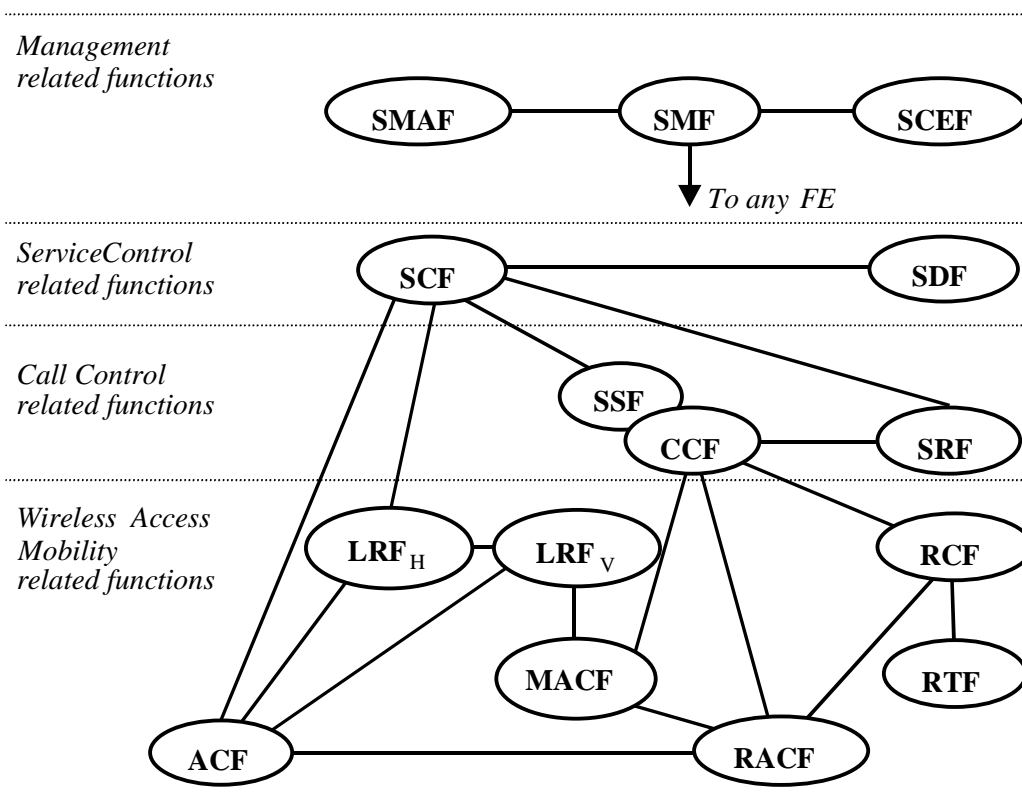 Management
related functions
SMAF
SMF
SCEF
To any FE
ServiceControl
related functions
SCF
SDF
Call Control
related functions
SSF
CCF
SRF
Wireless Access
Mobility
related functions
LRF H
LRF V
RCF
MACF
RTF
ACF
RACF